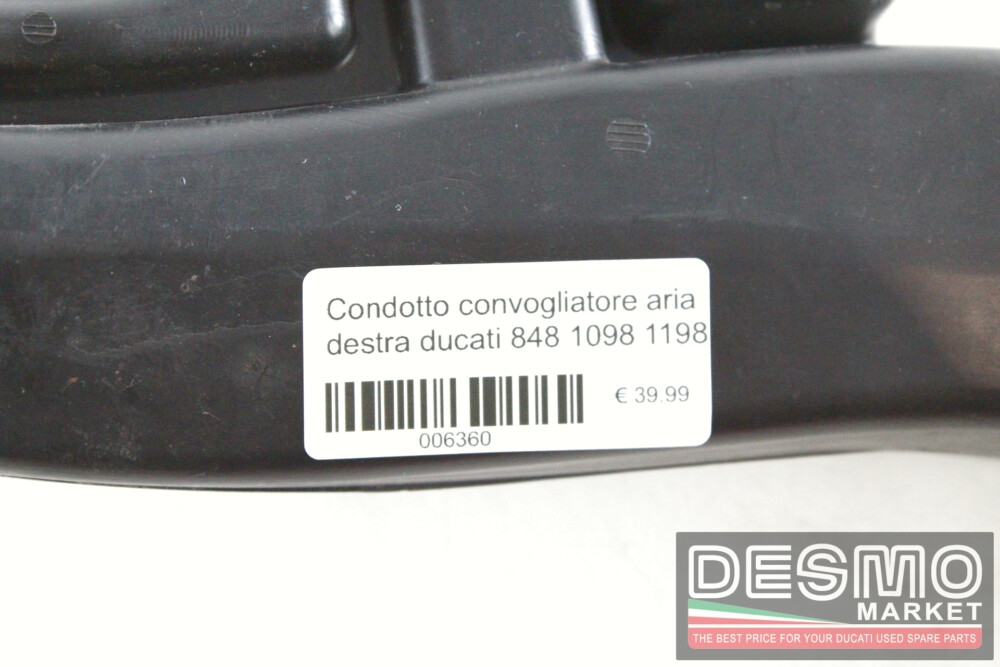 Condotto convogliatore aria
destra ducati 848 1098 1198
€ 39.99
006360
DESMO
MARKET
THE BEST PRICE FOR YOUR DUCATI USED SPARE PARTS